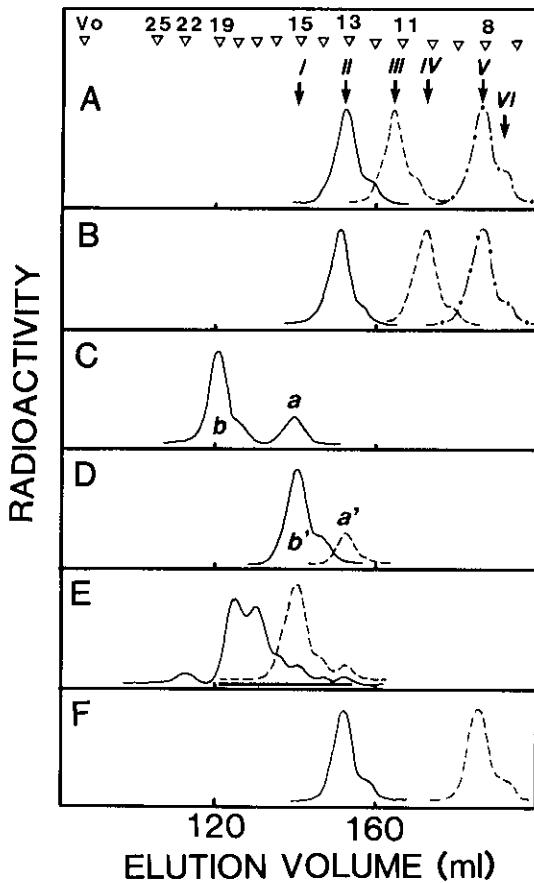 Vo 25 22 19 15 13 11 8
I II III IV V VI
A
B
C
b a
D
b' a'
E
F
RADIOACTIVITY
120 160
ELUTION VOLUME (ml)